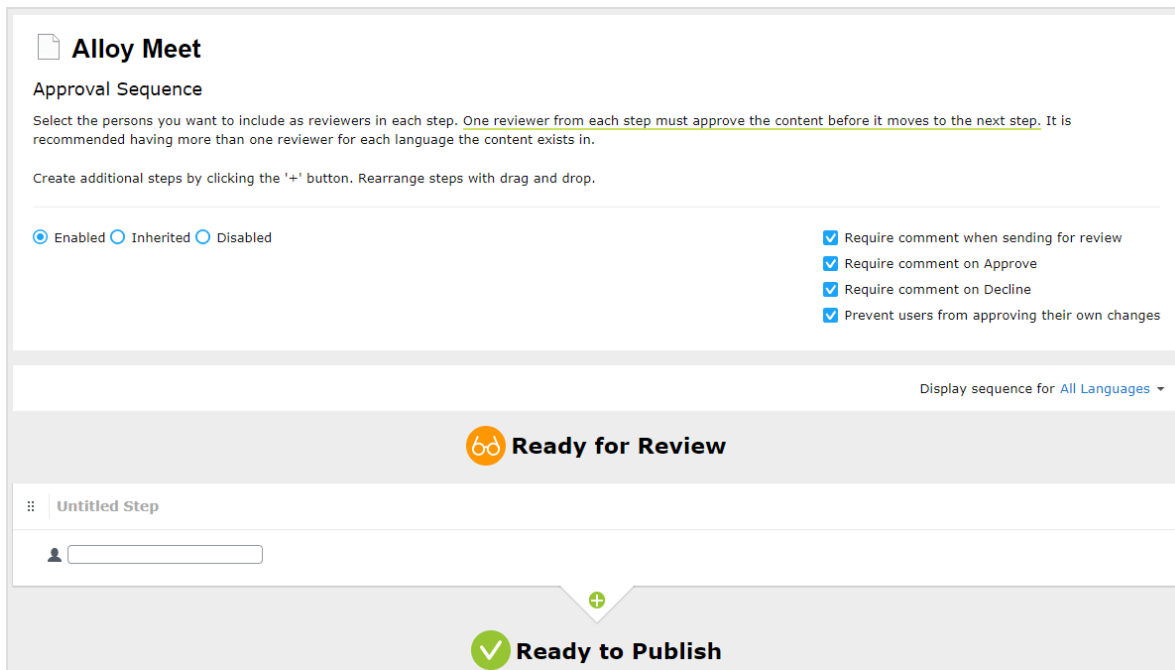 Alloy Meet
Approval Sequence
Select the persons you want to include as reviewers in each step. One reviewer from each step must approve the content before it moves to the next step. It is
recommended having more than one reviewer for each language the content exists in.
Create additional steps by clicking the '+' button. Rearrange steps with drag and drop.
Enabled Inherited Disabled
Require comment when sending for review
Require comment on Approve
Require comment on Decline
Prevent users from approving their own changes
Display sequence for All Languages
Ready for Review
Untitled Step
Ready to Publish